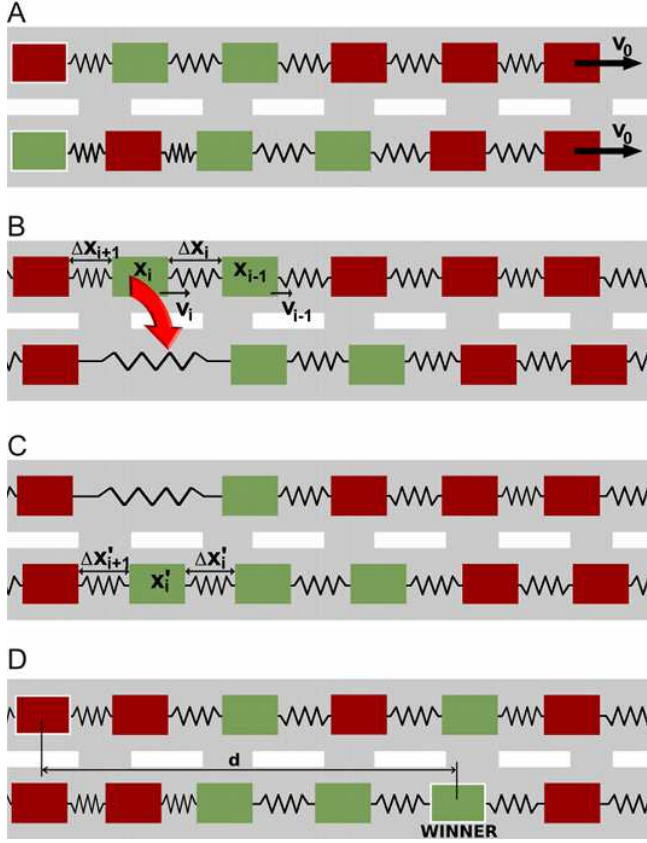 A
V₀
V₀
B
ΔXᵢ₊₁ ΔXᵢ
Xᵢ Xᵢ₋₁
Vᵢ Vᵢ₋₁
C
ΔX'ᵢ₊₁ ΔX'ᵢ
X'ᵢ
D
d
WINNER